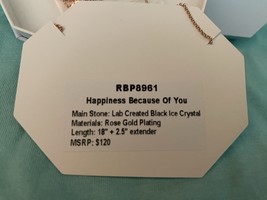 RBP8961
Happiness Because Of You
Main Stone: Lab Created Black Ice Crystal
Materials: Rose Gold Plating
Length: 18" + 2.5" extender
MSRP: $120